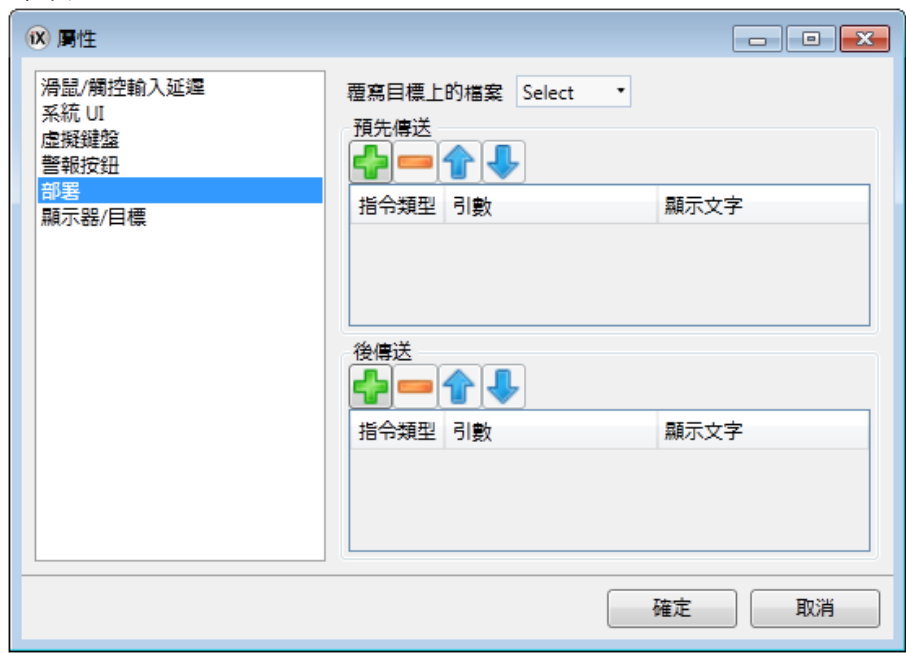 iX 屬性
滑鼠/觸控輸入延遲
系統 UI
虛擬鍵盤
警報按鈕
部署
顯示器/目標
覆寫目標上的檔案 Select
預先傳送
指令類型 引數 顯示文字
後傳送
指令類型 引數 顯示文字
確定 取消